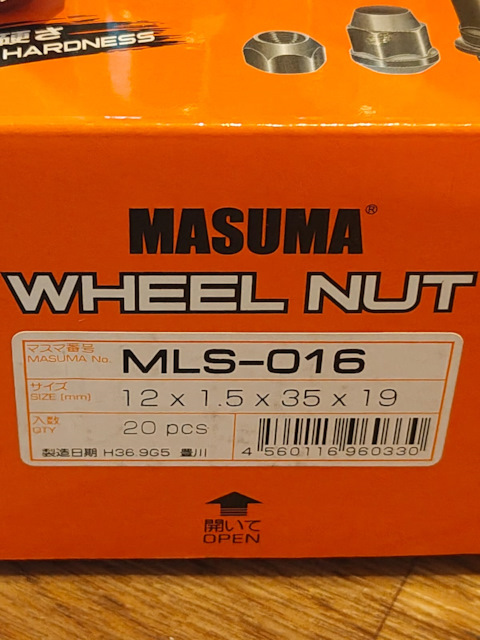 硬さ
HARDNESS
MASUMA®
WHEEL NUT
マスマ番号
MASUMA No. MLS-016
サイズ
SIZE (mm) 12 x 1.5 x 35 x 19
入数
QTY 20 pcs
製造日期 H36.9G5 豊川
4 560116 960330
開いて
OPEN